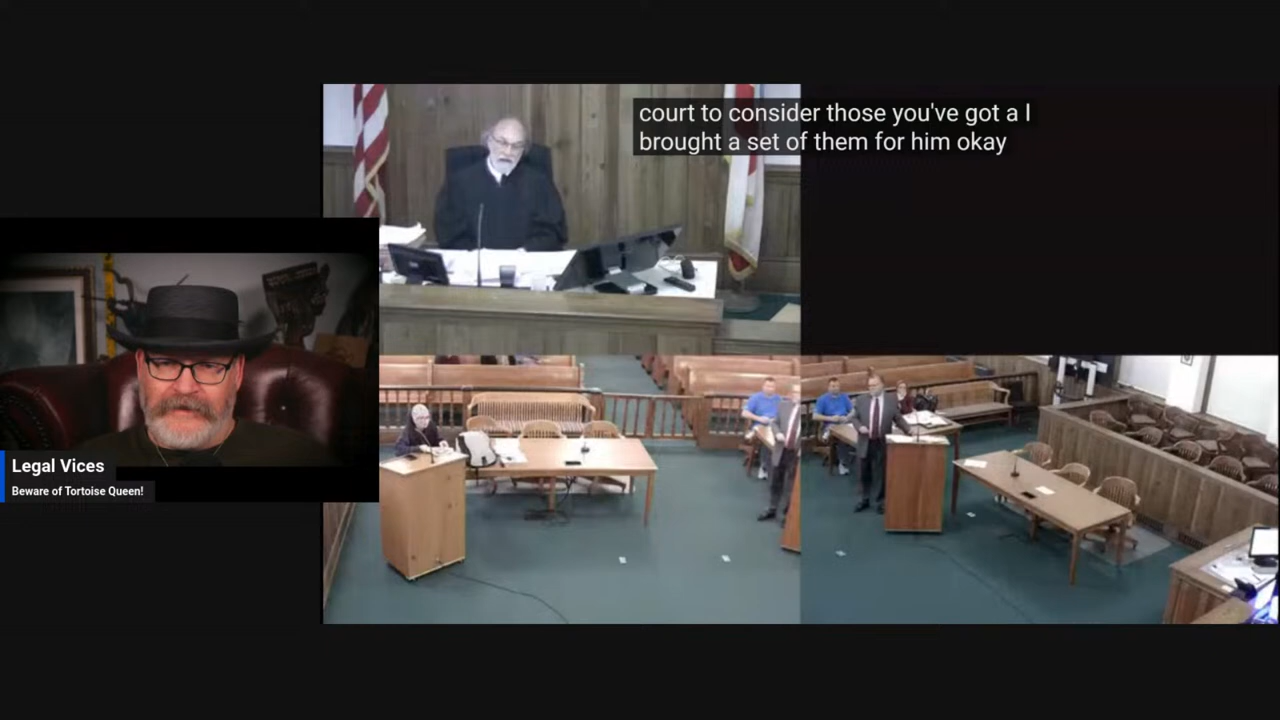 court to consider those you've got a I
brought a set of them for him okay
Legal Vices
Beware of Tortoise Queen!